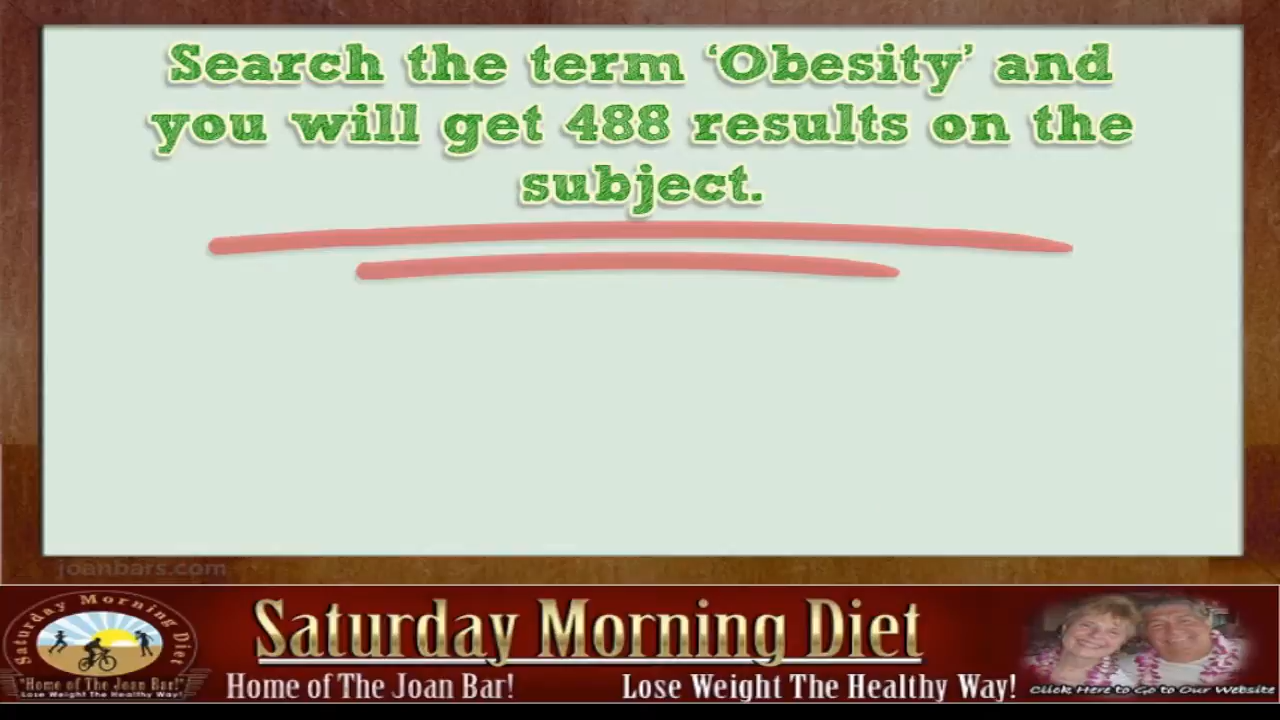 Search the term ‘Obesity’ and
you will get 488 results on the
subject.
joanbars.com
Saturday Morning Diet
"Home of The Joan Bar!"
Lose Weight The Healthy Way!
Saturday Morning Diet
Home of The Joan Bar! Lose Weight The Healthy Way!
Click Here to Go to Our Website